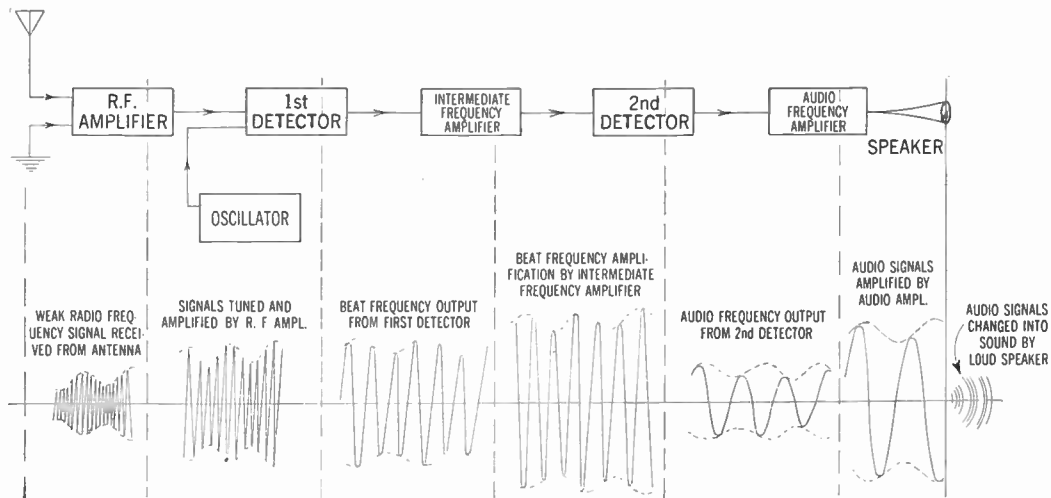 R.F.
AMPLIFIER
1st
DETECTOR
INTERMEDIATE
FREQUENCY
AMPLIFIER
2nd
DETECTOR
AUDIO
FREQUENCY
AMPLIFIER
SPEAKER
OSCILLATOR
WEAK RADIO FREQ-
UENCY SIGNAL RECEI-
VED FROM ANTENNA
SIGNALS TUNED AND
AMPLIFIED BY R. F AMPL.
BEAT FREQUENCY OUTPUT
FROM FIRST DETECTOR
BEAT FREQUENCY AMPLI-
FICATION BY INTERMEDIATE
FREQUENCY AMPLIFIER
AUDIO FREQUENCY OUTPUT
FROM 2nd DETECTOR
AUDIO SIGNALS
AMPLIFIED BY
AUDIO AMPL.
AUDIO SIGNALS
CHANGED INTO
SOUND BY
LOUD SPEAKER